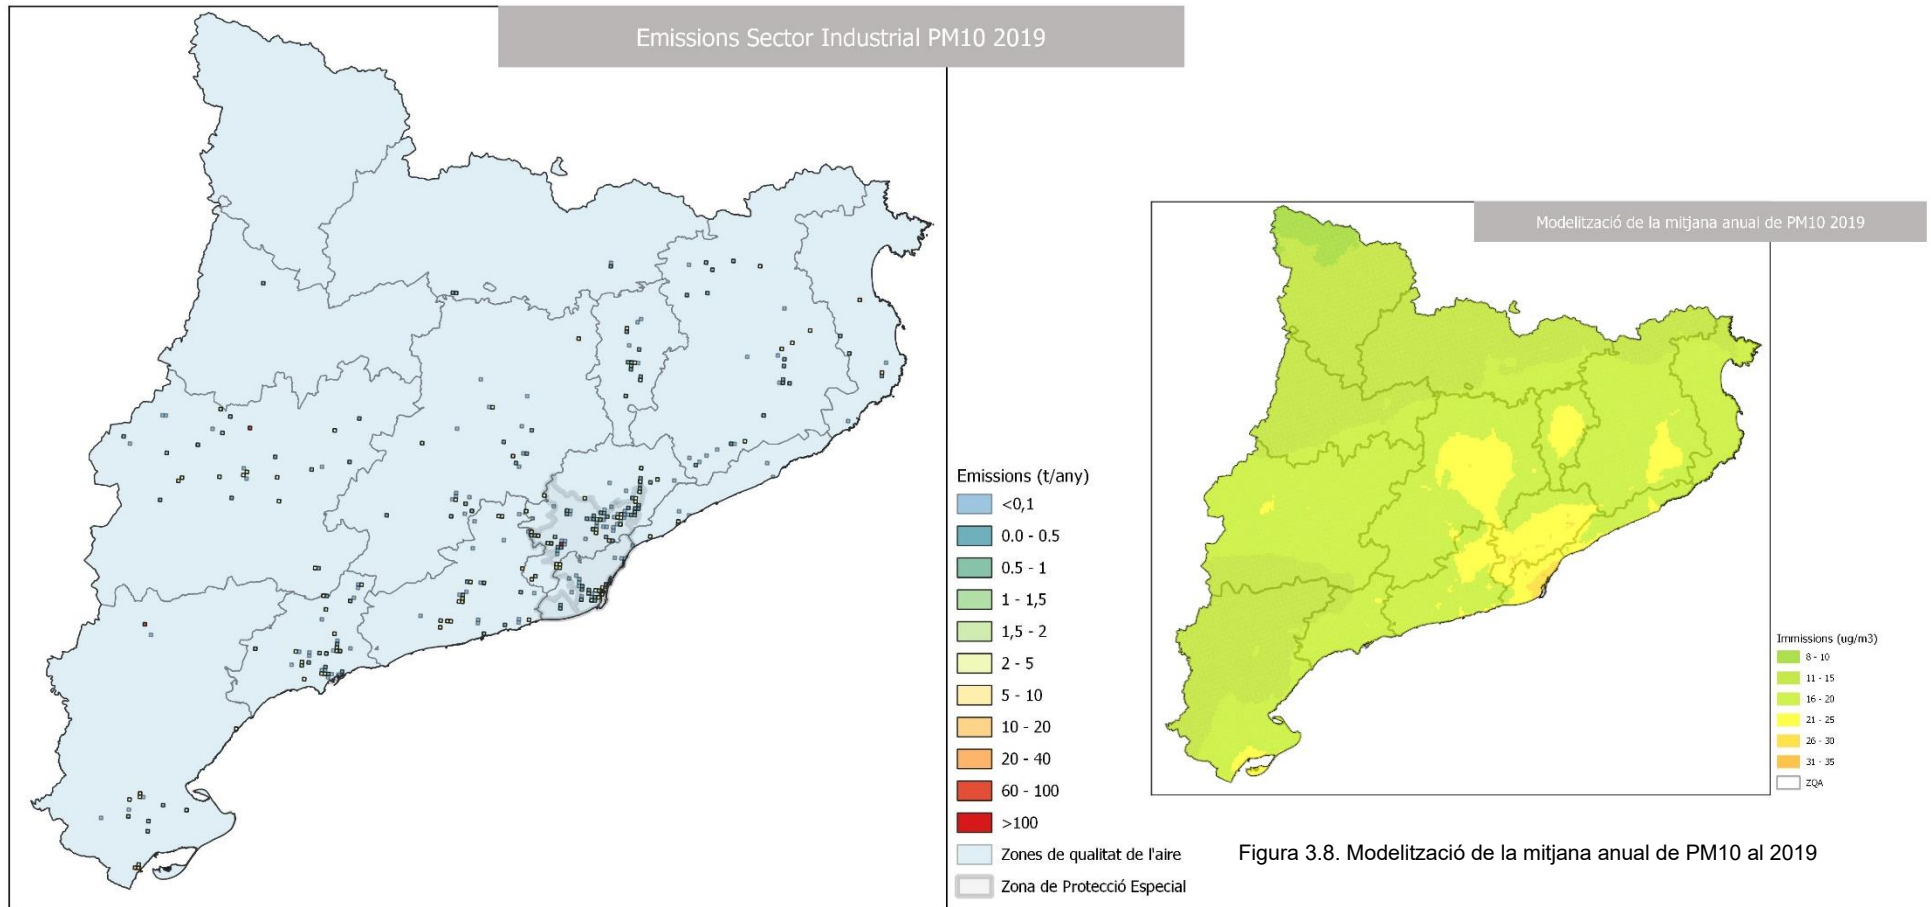 Emissions Sector Industrial PM10 2019
Emissions (t/any)
<0,1
0.0 - 0.5
0.5 - 1
1 - 1,5
1,5 - 2
2 - 5
5 - 10
10 - 20
20 - 40
60 - 100
>100
Zones de qualitat de l'aire
Zona de Protecció Especial
Modelització de la mitjana anual de PM10 2019
Immissions (ug/m3)
8 - 10
11 - 15
16 - 20
21 - 25
26 - 30
31 - 35
ZQA
Figura 3.8. Modelització de la mitjana anual de PM10 al 2019